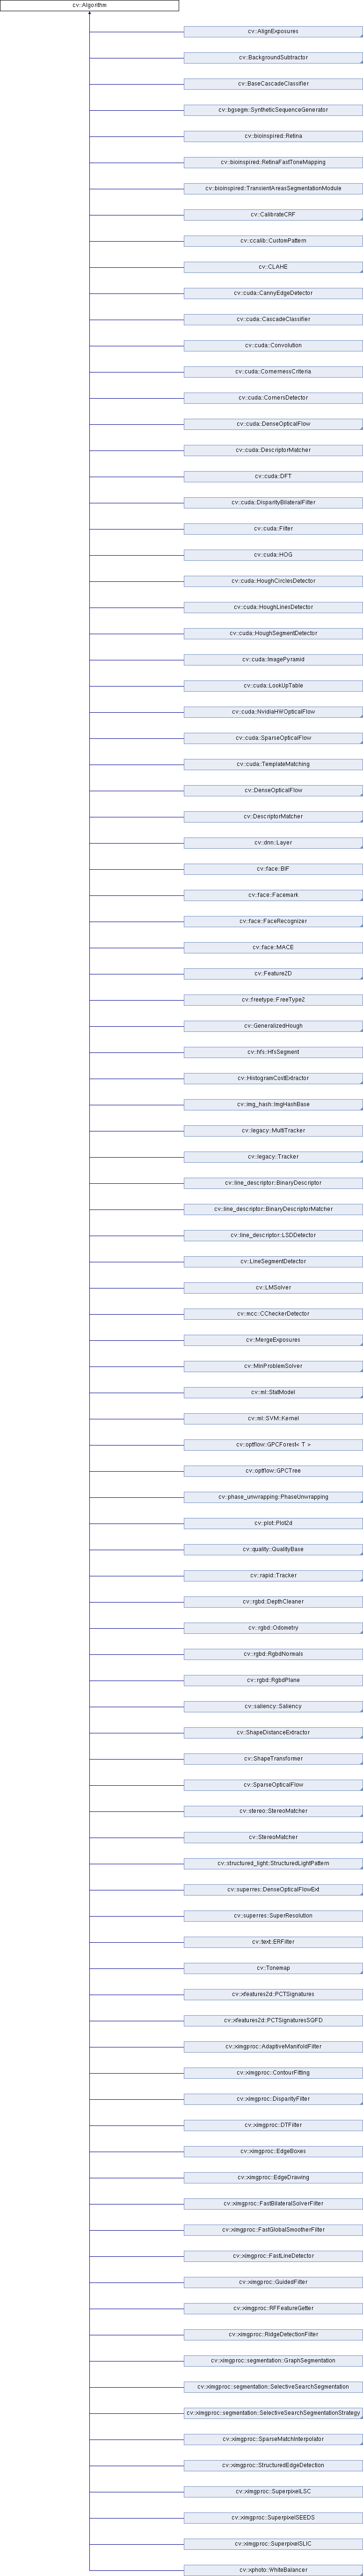 cv::Algorithm
cv::AlignExposures
cv::BackgroundSubtractor
cv::BaseCascadeClassifier
cv::bgsegm::SyntheticSequenceGenerator
cv::bioinspired::Retina
cv::bioinspired::RetinaFastToneMapping
cv::bioinspired::TransientAreasSegmentationModule
cv::CalibrateCRF
cv::ccalib::CustomPattern
cv::CLAHE
cv::cuda::CannyEdgeDetector
cv::cuda::CascadeClassifier
cv::cuda::Convolution
cv::cuda::CornernessCriteria
cv::cuda::CornersDetector
cv::cuda::DenseOpticalFlow
cv::cuda::DescriptorMatcher
cv::cuda::DFT
cv::cuda::DisparityBilateralFilter
cv::cuda::Filter
cv::cuda::HOG
cv::cuda::HoughCirclesDetector
cv::cuda::HoughLinesDetector
cv::cuda::HoughSegmentDetector
cv::cuda::ImagePyramid
cv::cuda::LookUpTable
cv::cuda::NvidiaHWOpticalFlow
cv::cuda::SparseOpticalFlow
cv::cuda::TemplateMatching
cv::DenseOpticalFlow
cv::DescriptorMatcher
cv::dnn::Layer
cv::face::BIF
cv::face::Facemark
cv::face::FaceRecognizer
cv::face::MACE
cv::Feature2D
cv::freetype::FreeType2
cv::GeneralizedHough
cv::hfs::HfsSegment
cv::HistogramCostExtractor
cv::img_hash::ImgHashBase
cv::legacy::MultiTracker
cv::legacy::Tracker
cv::line_descriptor::BinaryDescriptor
cv::line_descriptor::BinaryDescriptorMatcher
cv::line_descriptor::LSDDetector
cv::LineSegmentDetector
cv::LMSolver
cv::mcc::CCheckerDetector
cv::MergeExposures
cv::MinProblemSolver
cv::ml::StatModel
cv::ml::SVM::Kernel
cv::optflow::GPCForest< T >
cv::optflow::GPCTree
cv::phase_unwrapping::PhaseUnwrapping
cv::plot::Plot2d
cv::quality::QualityBase
cv::rapid::Tracker
cv::rgbd::DepthCleaner
cv::rgbd::Odometry
cv::rgbd::RgbdNormals
cv::rgbd::RgbdPlane
cv::saliency::Saliency
cv::ShapeDistanceExtractor
cv::ShapeTransformer
cv::SparseOpticalFlow
cv::stereo::StereoMatcher
cv::StereoMatcher
cv::structured_light::StructuredLightPattern
cv::superres::DenseOpticalFlowExt
cv::superres::SuperResolution
cv::text::ERFilter
cv::Tonemap
cv::xfeatures2d::PCTSignatures
cv::xfeatures2d::PCTSignaturesSQFD
cv::ximgproc::AdaptiveManifoldFilter
cv::ximgproc::ContourFitting
cv::ximgproc::DisparityFilter
cv::ximgproc::DTFilter
cv::ximgproc::EdgeBoxes
cv::ximgproc::EdgeDrawing
cv::ximgproc::FastBilateralSolverFilter
cv::ximgproc::FastGlobalSmootherFilter
cv::ximgproc::FastLineDetector
cv::ximgproc::GuidedFilter
cv::ximgproc::RFFeatureGetter
cv::ximgproc::RidgeDetectionFilter
cv::ximgproc::segmentation::GraphSegmentation
cv::ximgproc::segmentation::SelectiveSearchSegmentation
cv::ximgproc::segmentation::SelectiveSearchSegmentationStrategy
cv::ximgproc::SparseMatchInterpolator
cv::ximgproc::StructuredEdgeDetection
cv::ximgproc::SuperpixelLSC
cv::ximgproc::SuperpixelSEEDS
cv::ximgproc::SuperpixelSLIC
cv::xphoto::WhiteBalancer